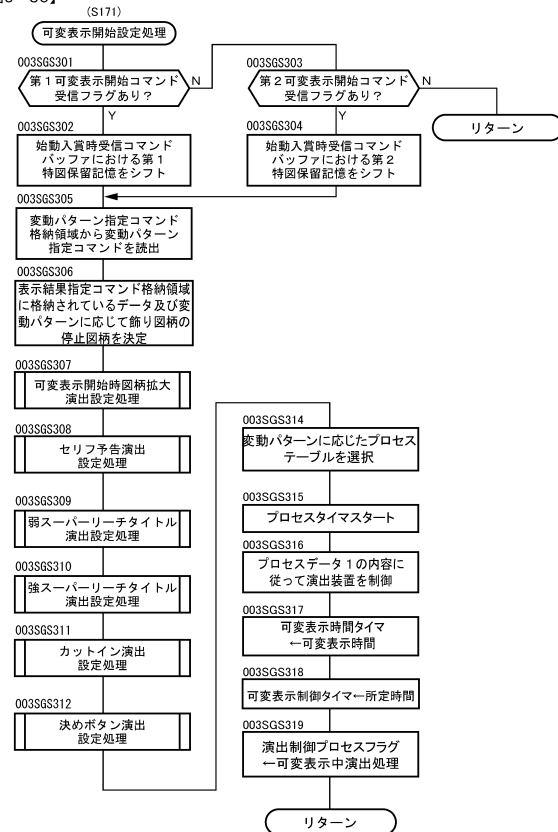 (S171)
可変表示開始設定処理
003SGS301
第１可変表示開始コマンド
受信フラグあり？
N
Y
003SGS303
第２可変表示開始コマンド
受信フラグあり？
N
Y
リターン
003SGS302
始動入賞時受信コマンド
バッファにおける第１
特図保留記憶をシフト
003SGS304
始動入賞時受信コマンド
バッファにおける第２
特図保留記憶をシフト
003SGS305
変動パターン指定コマンド
格納領域から変動パターン
指定コマンドを読出
003SGS306
表示結果指定コマンド格納領域
に格納されているデータ及び変
動パターンに応じて飾り図柄の
停止図柄を決定
003SGS307
可変表示開始時図柄拡大
演出設定処理
003SGS308
セリフ予告演出
設定処理
003SGS309
弱スーパーリーチタイトル
演出設定処理
003SGS310
強スーパーリーチタイトル
演出設定処理
003SGS311
カットイン演出
設定処理
003SGS312
決めボタン演出
設定処理
003SGS314
変動パターンに応じたプロセス
テーブルを選択
003SGS315
プロセスタイマスタート
003SGS316
プロセスデータ１の内容に
従って演出装置を制御
003SGS317
可変表示時間タイマ
←可変表示時間
003SGS318
可変表示制御タイマ←所定時間
003SGS319
演出制御プロセスフラグ
←可変表示中演出処理
リターン